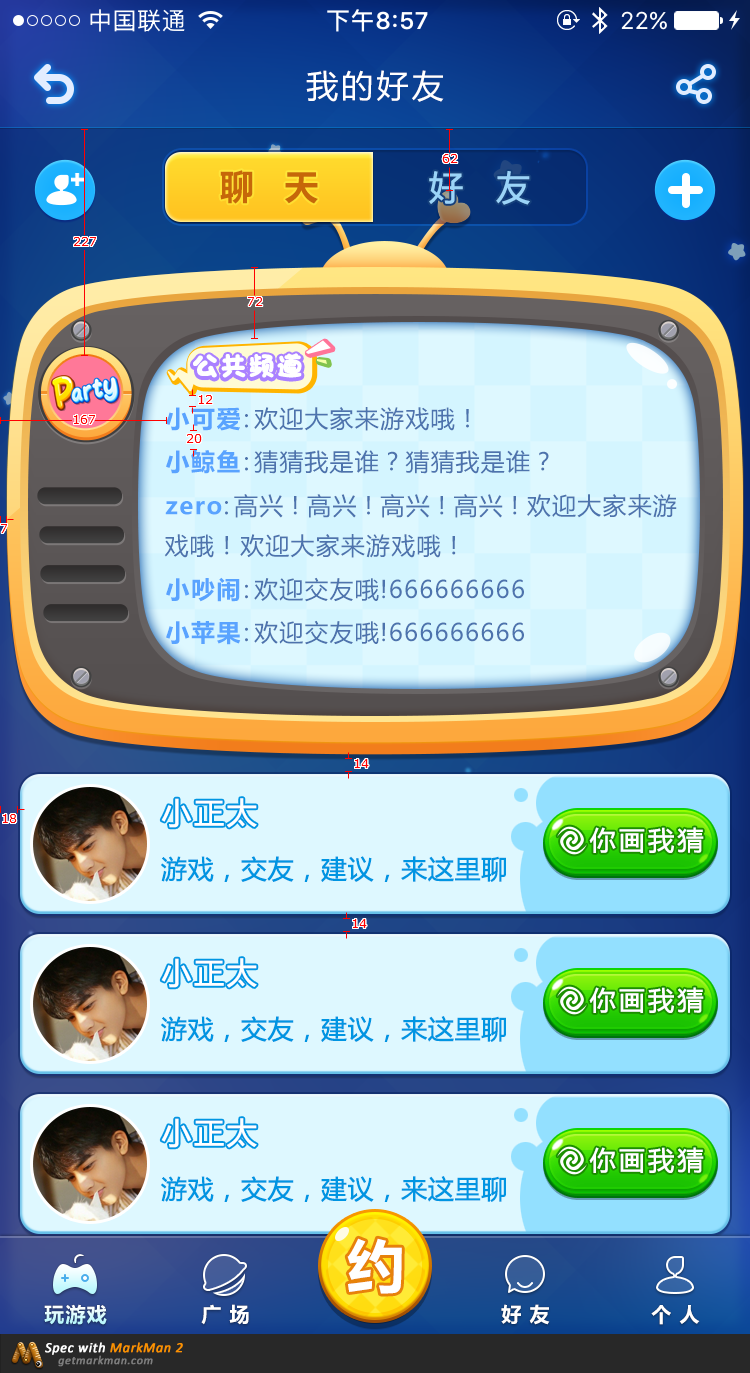 中国联通 下午8:57 22%
我的好友
聊 天 好 友
62
227
72
公共频道
Party
12
167
小可爱:欢迎大家来游戏哦！
20
小鲸鱼:猜猜我是谁？猜猜我是谁？
zero:高兴！高兴！高兴！高兴！欢迎大家来游
7
戏哦！欢迎大家来游戏哦！
小吵闹:欢迎交友哦!666666666
小苹果:欢迎交友哦!666666666
14
小正太
18
你画我猜
游戏，交友，建议，来这里聊
14
小正太
你画我猜
游戏，交友，建议，来这里聊
小正太
你画我猜
游戏，交友，建议，来这里聊
约
玩游戏 广场 好友 个人
Spec with MarkMan 2
getmarkman.com